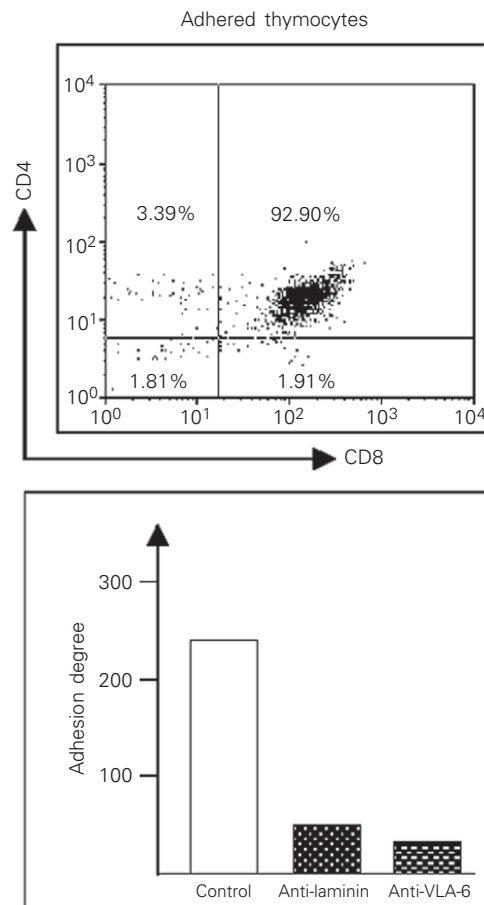 Adhered thymocytes
10⁴
10³
10²
10¹
10⁰
CD4
3.39% 92.90%
1.81% 1.91%
10⁰ 10¹ 10² 10³ 10⁴
CD8
Adhesion degree
300
200
100
Control Anti-laminin Anti-VLA-6